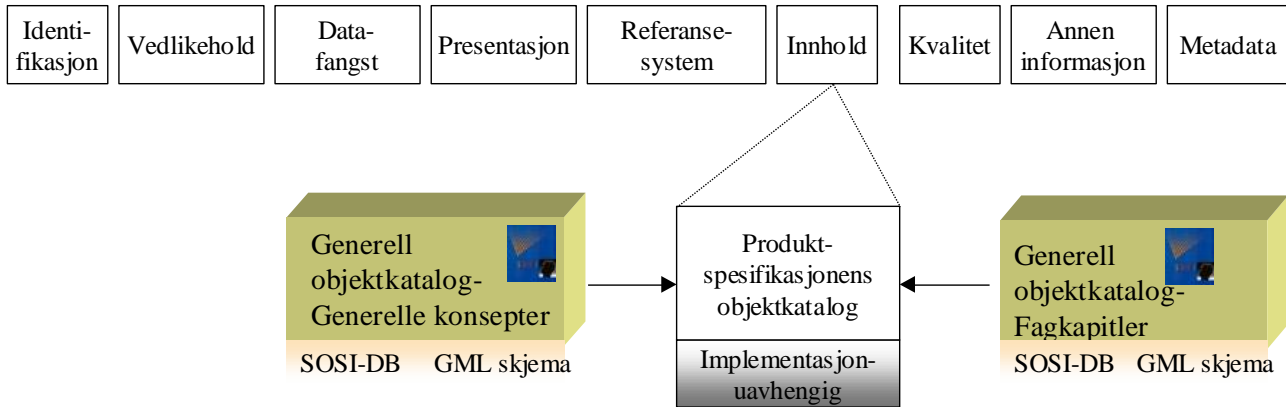 Identi-
fikasjon
Vedlikehold
Data-
fangst
Presentasjon
Referanse-
system
Innhold
Kvalitet
Annen
informasjon
Metadata
Generell
objektkatalog-
Generelle konsepter
SOSI-DB GML skjema
Produkt-
spesifikasjonens
objektkatalog
Implementasjon-
uavhengig
Generell
objektkatalog-
Fagkapitler
SOSI-DB GML skjema